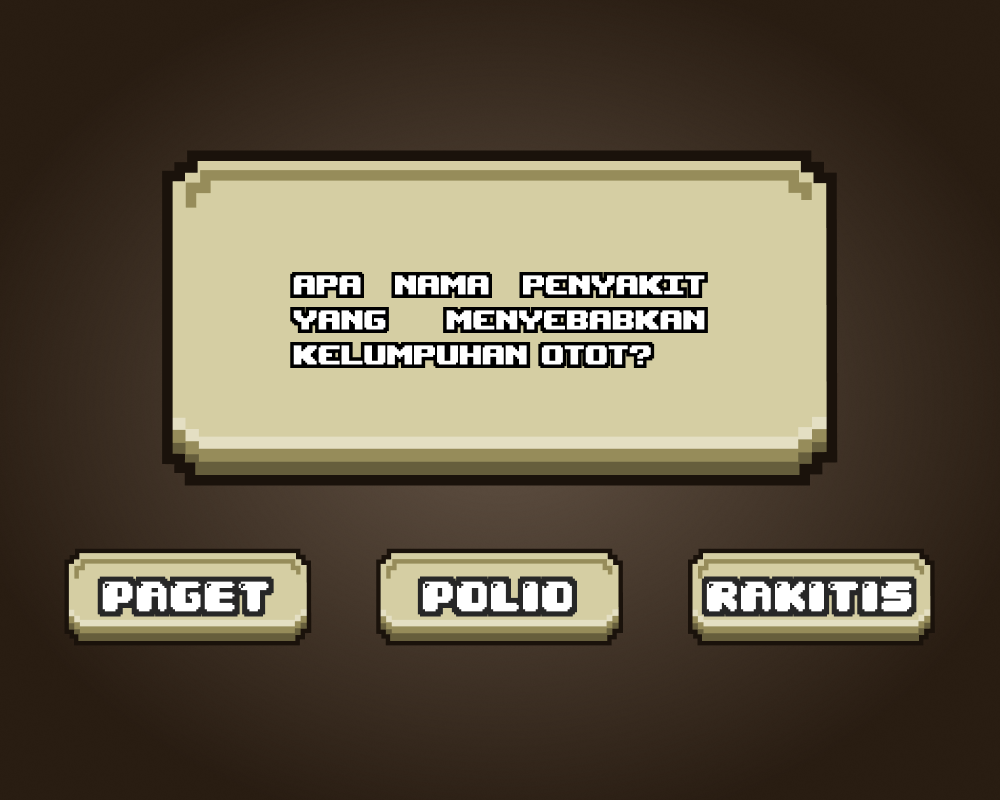 APA NAMA PENYAKIT
YANG MENYEBABKAN
KELUMPUHAN OTOT?
PAGET
POLIO
RAKITIS